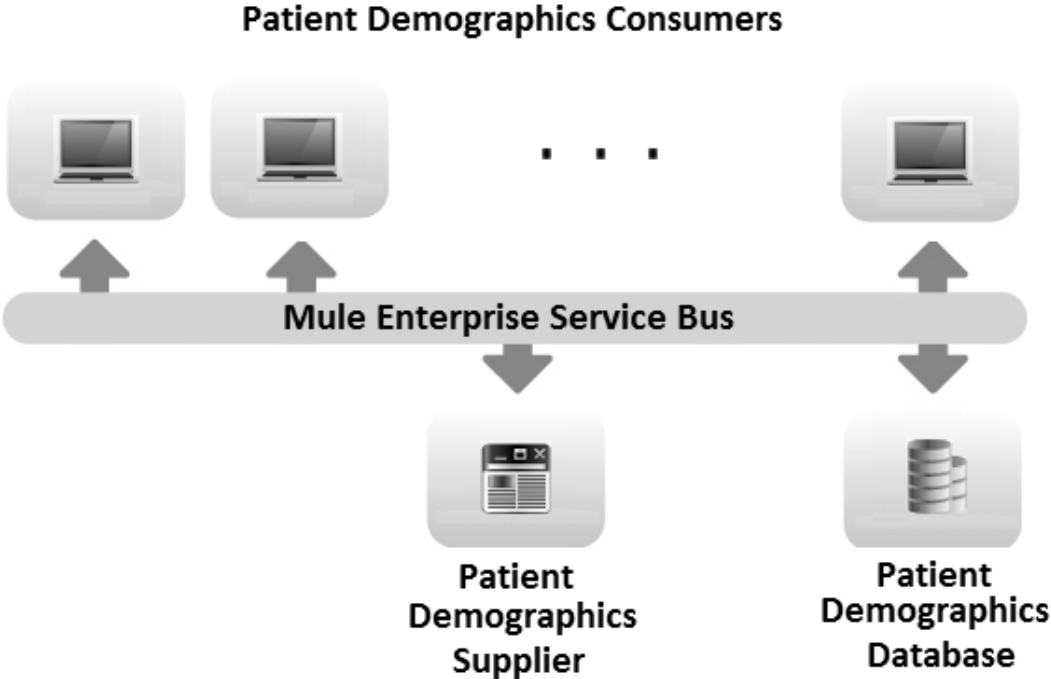 Patient Demographics Consumers
. . .
Mule Enterprise Service Bus
Patient
Demographics
Supplier
Patient
Demographics
Database